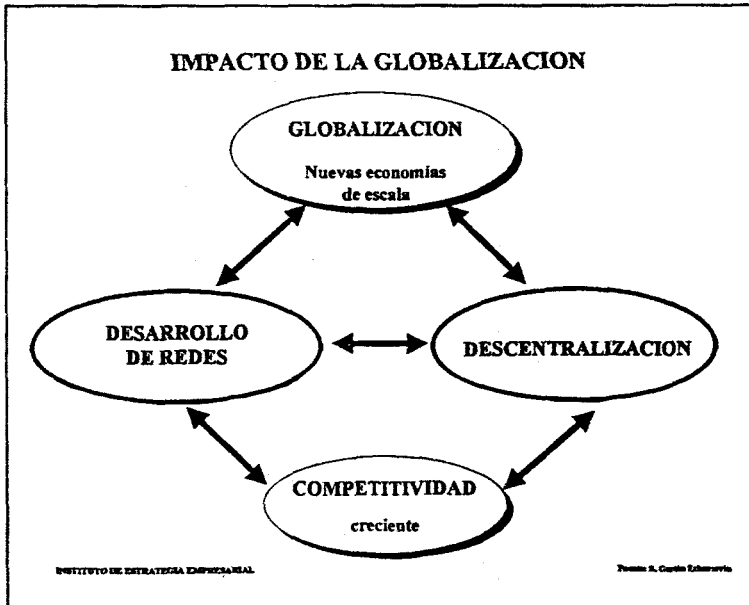 IMPACTO DE LA GLOBALIZACION
GLOBALIZACION
Nuevas economías
de escala
DESARROLLO
DE REDES
DESCENTRALIZACION
COMPETITIVIDAD
creciente
INSTITUTO DE ESTRATEGIA EMPRESARIAL
Fuente: